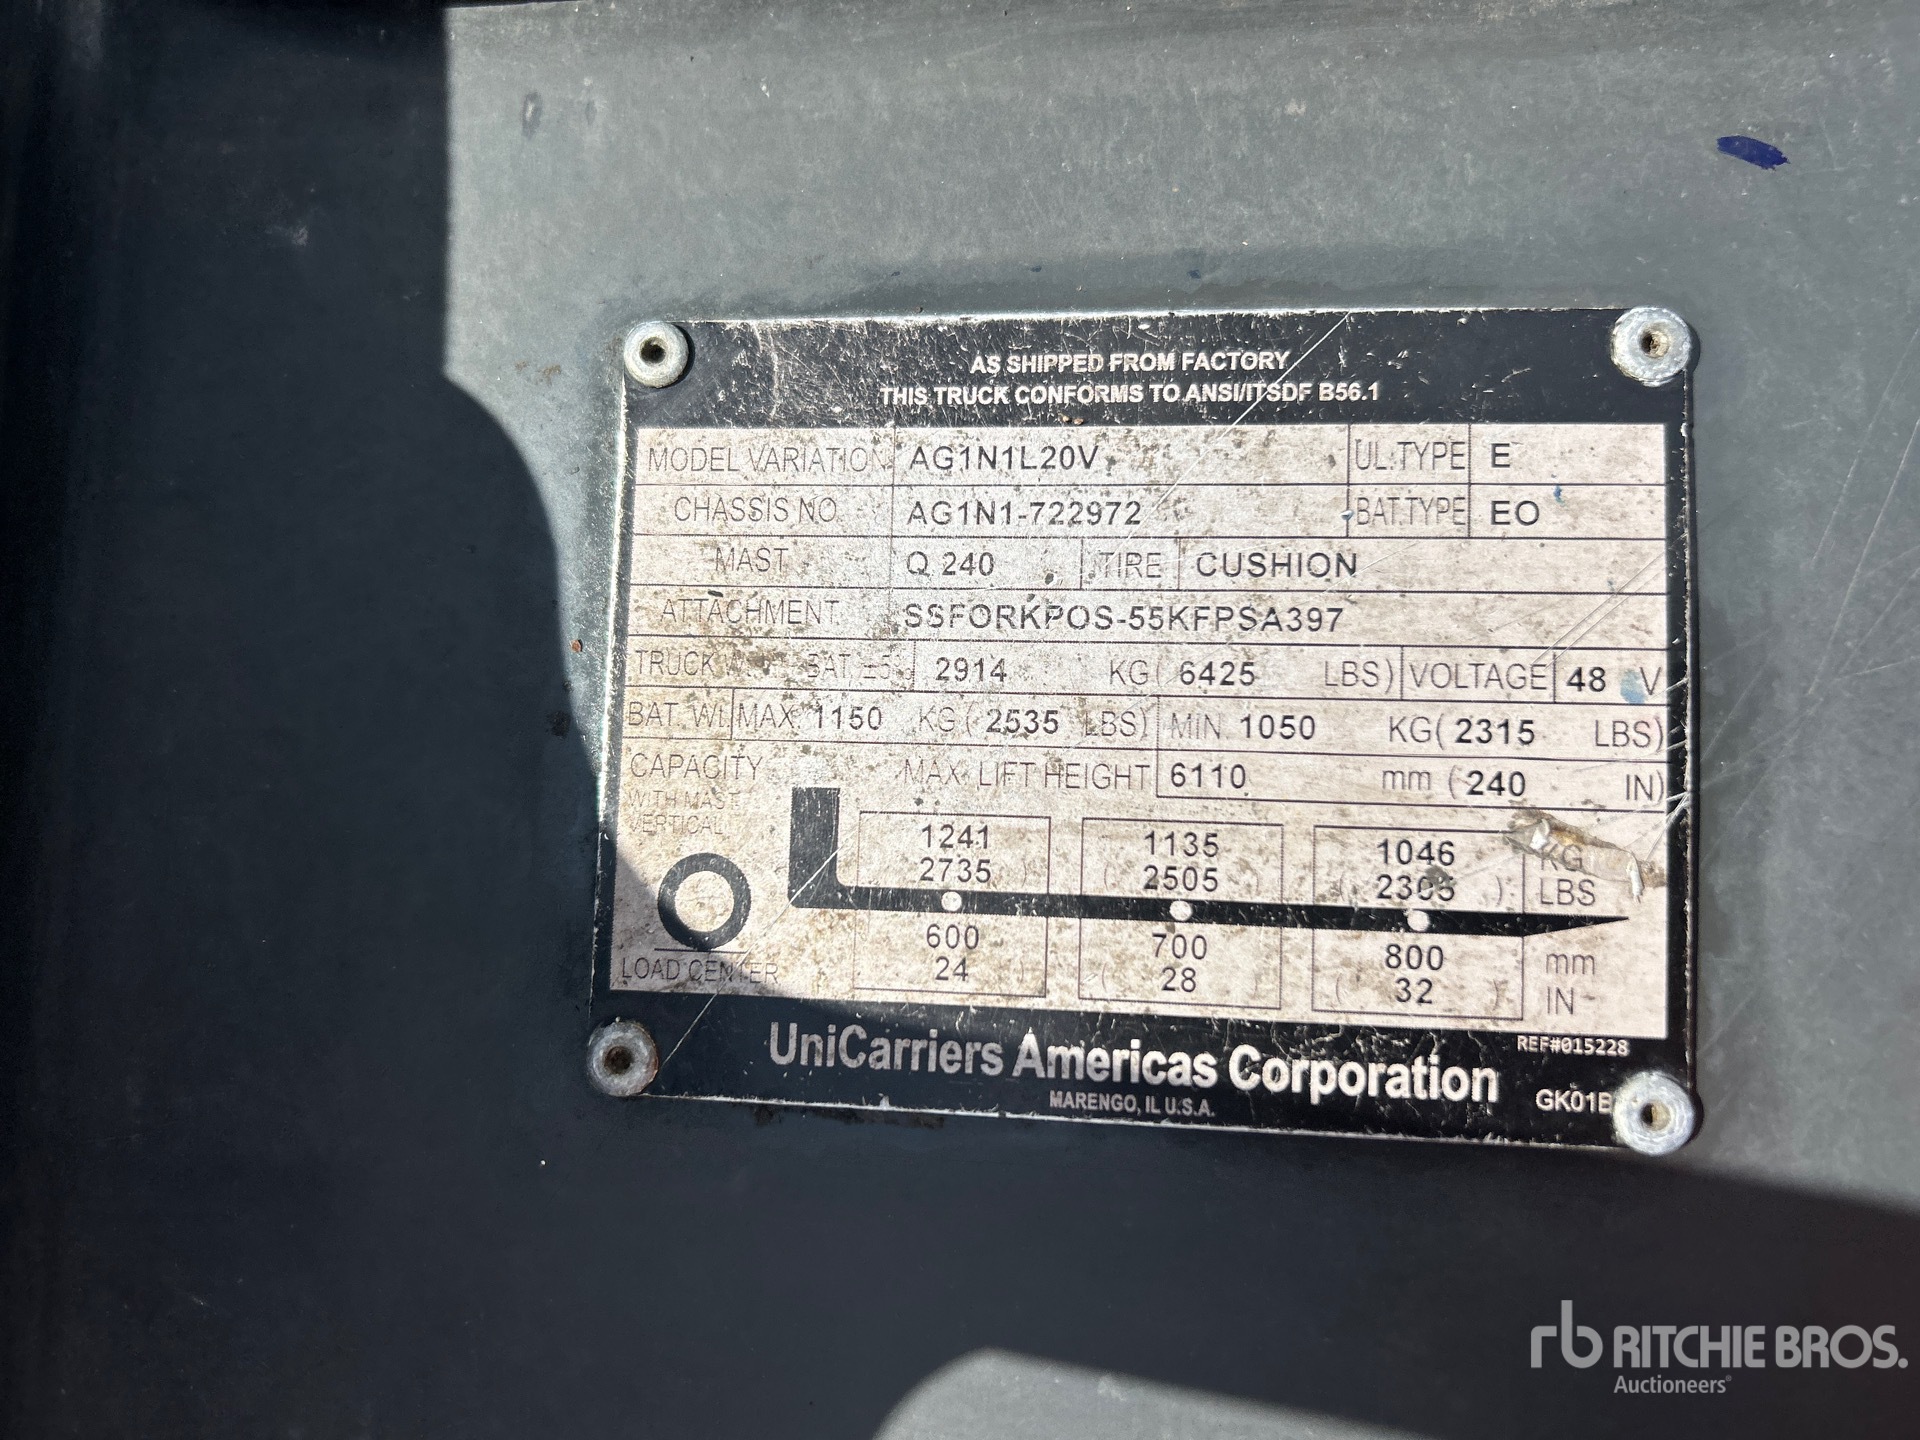 AS SHIPPED FROM FACTORY
THIS TRUCK CONFORMS TO ANSI/ITSDF B56.1
MODEL VARIATION AG1N1L20V UL.TYPE E
CHASSIS NO. AG1N1-722972 BAT.TYPE EO
MAST Q 240 TIRE CUSHION
ATTACHMENT SSFORKPOS-55KFPSA397
TRUCK BAT. ±5 2914 KG( 6425 LBS) VOLTAGE 48 V
BAT. WT. MAX. 1150 KG( 2535 LBS) MIN. 1050 KG( 2315 LBS)
CAPACITY MAX. LIFT HEIGHT 6110 mm ( 240 IN)
WITH MAST
VERTICAL
1241 1135 1046 KG
2735 ) ( 2505 ) ( 2305 ) LBS
600 700 800 mm
24 ) ( 28 ) ( 32 ) IN
LOAD CENTER
REF#015228
UniCarriers Americas Corporation
MARENGO, IL U.S.A.
GK01B
rb RITCHIE BROS.
Auctioneers®